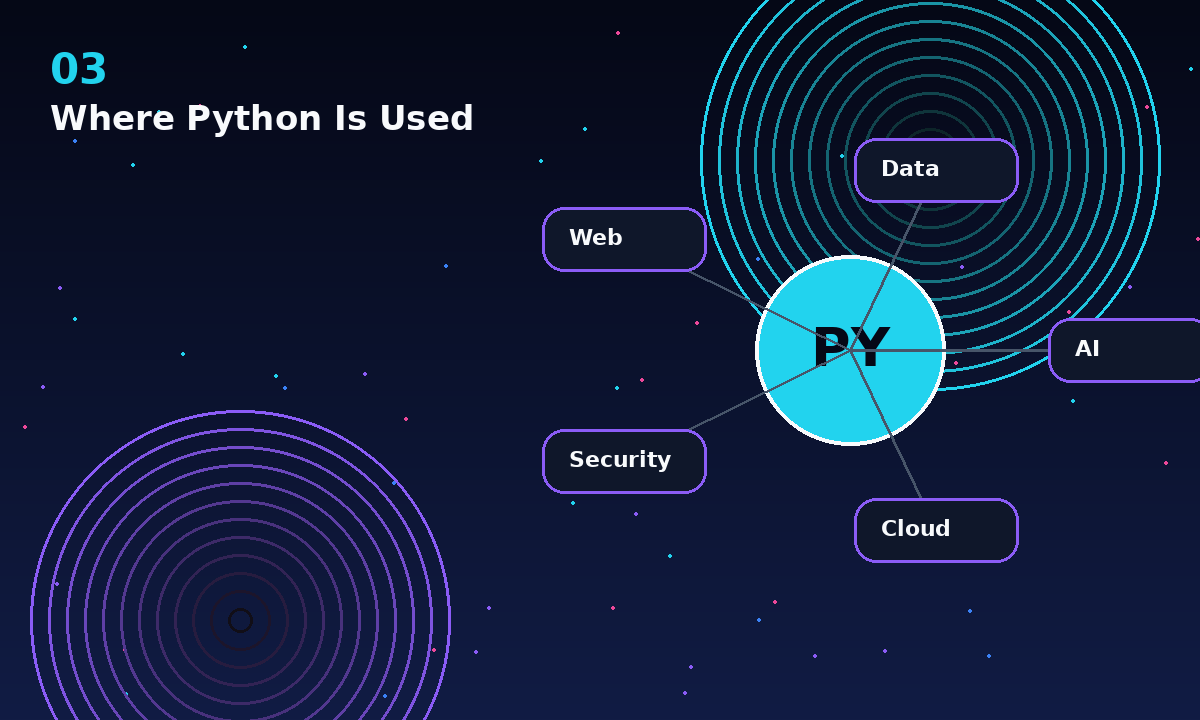 03
Where Python Is Used
Data
Web
PY
AI
Security
Cloud